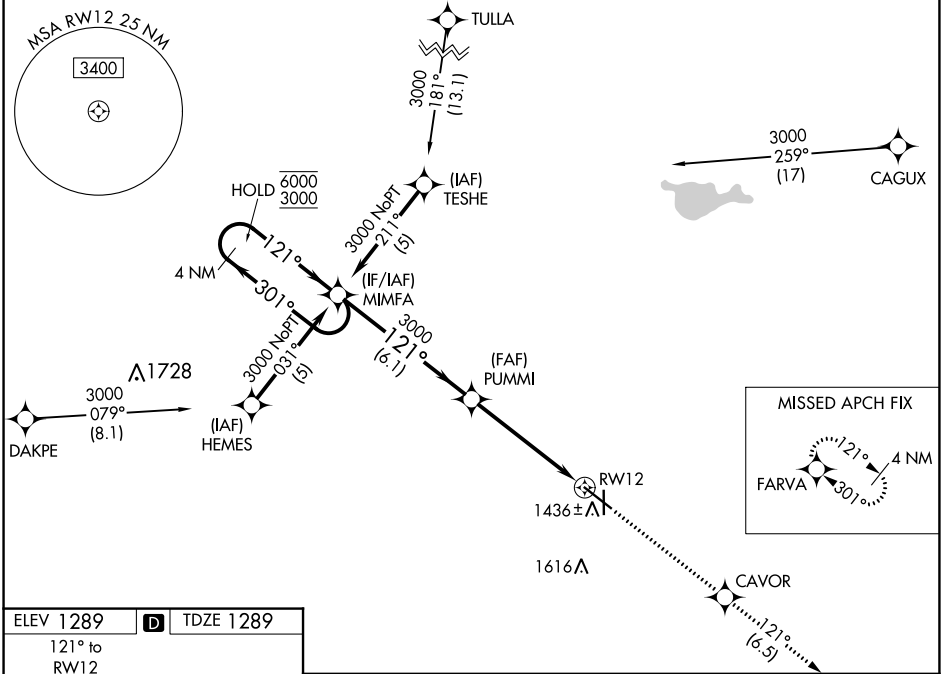 MSA RW12 25 NM
3400
TULLA
3000
181°
(13.1)
3000
259°
(17)
CAGUX
(IAF)
TESHE
HOLD
6000
3000
3000 NoPT
211°
(5)
121°
4 NM
301°
(IF/IAF)
MIMFA
3000
121°
(6.1)
3000 NoPT
031°
(5)
1728
3000
079°
(8.1)
DAKPE
(IAF)
HEMES
(FAF)
PUMMI
MISSED APCH FIX
121°
4 NM
FARVA
301°
RW12
1436±
1616
CAVOR
121°
(6.5)
ELEV 1289
D
TDZE 1289
121° to
RW12